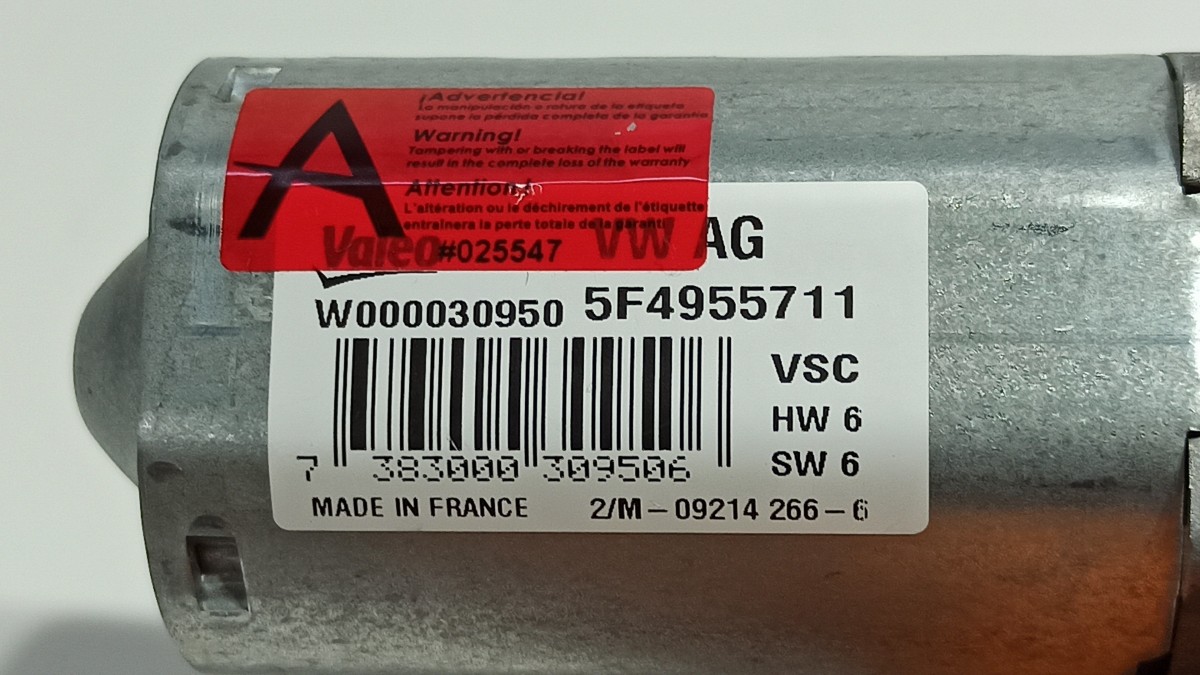 ¡Advertencia!
La manipulación o rotura de la etiqueta
supone la pérdida completa de la garantía
Warning!
Tampering with or breaking the label will
result in the complete loss of the warranty
Attention!
L'altération ou le déchirement de l'étiquette
entraînera la perte totale de la garantie
A
Valeo #025547 VW AG
W000030950 5F4955711
VSC
HW 6
SW 6
7 383000 309506
MADE IN FRANCE 2/M-09214 266-6